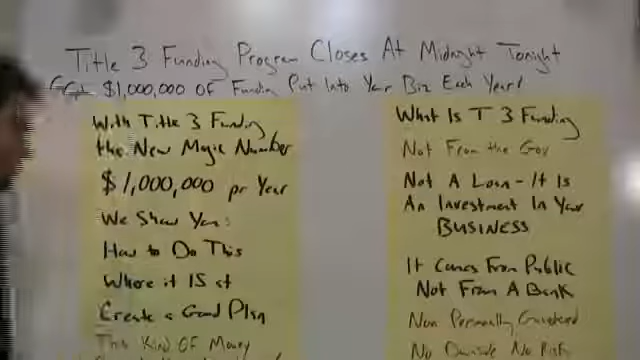 Title 3 Funding Program Closes At Midnight Tonight
Get $1,000,000 OF Funding Put Into Your Biz Each Year!
With Title 3 Funding
the New Magic Number
$1,000,000 per Year
We Show You:
How to Do This
Where it IS at
Create a Good Plan
This Kind OF Money
What Is T 3 Funding
Not From the Gov
Not A Loan - It Is
An Investment In Your
BUSINESS
It Comes From Public
Not From A Bank
Non Personally Guaranteed
No Downside No Risk